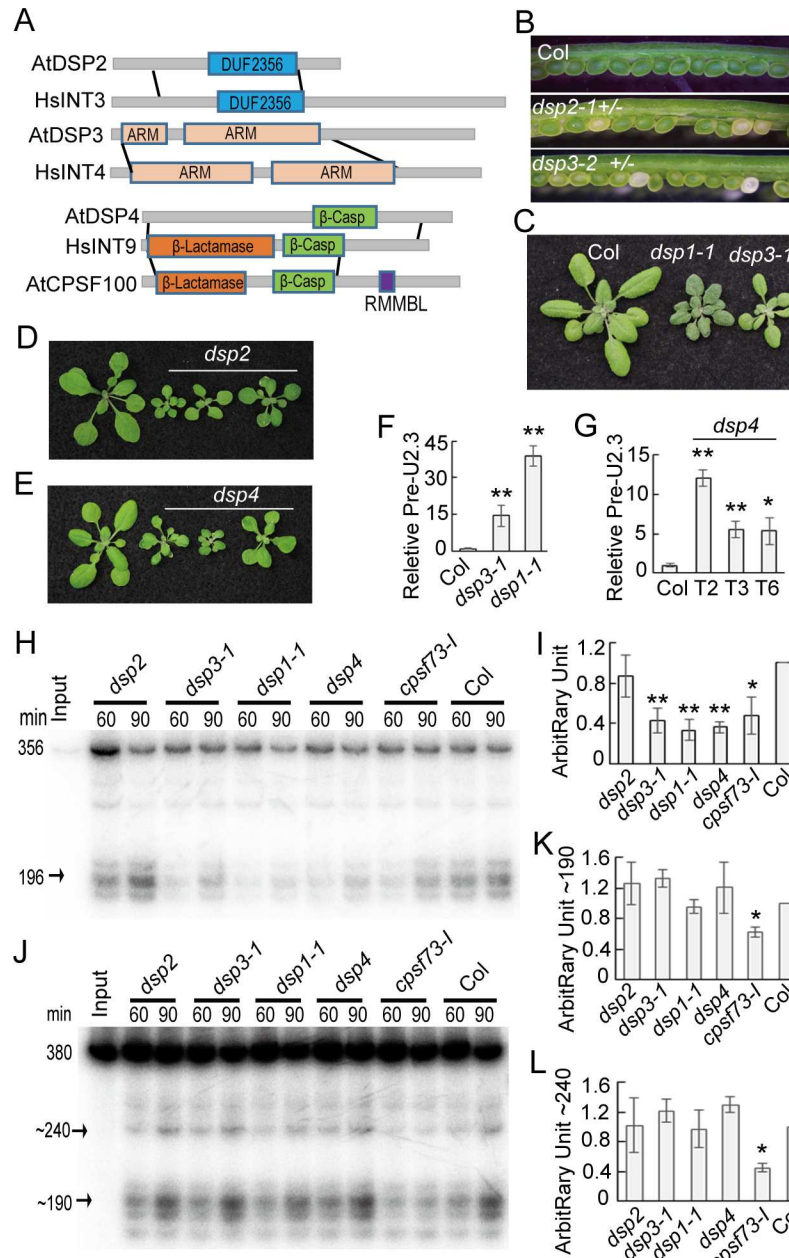 A
AtDSP2
DUF2356
HsINT3
DUF2356
AtDSP3
ARM
ARM
HsINT4
ARM
ARM
AtDSP4
β-Casp
HsINT9
β-Lactamase
β-Casp
AtCPSF100
β-Lactamase
β-Casp
RMMBL
B
Col
dsp2-1+/-
dsp3-2 +/-
C
Col
dsp1-1
dsp3-1
D
dsp2
E
dsp4
F
Reletive Pre-U2.3
45
30
15
0
**
**
Col
dsp3-1
dsp1-1
G
dsp4
Reletive Pre-U2.3
15
10
5
0
**
**
*
Col T2 T3 T6
H
Input
dsp2
dsp3-1
dsp1-1
dsp4
cpsf73-I
Col
min
60 90 60 90 60 90 60 90 60 90 60 90
356
196
I
ArbitRary Unit
1.2
0.8
0.4
0
** ** ** *
dsp2
dsp3-1
dsp1-1
dsp4
cpsf73-I
Col
J
Input
dsp2
dsp3-1
dsp1-1
dsp4
cpsf73-I
Col
min
60 90 60 90 60 90 60 90 60 90 60 90
380
~240
~190
K
ArbitRary Unit ~190
1.6
1.2
0.8
0.4
0
*
dsp2
dsp3-1
dsp1-1
dsp4
cpsf73-I
Col
L
ArbitRary Unit ~240
1.6
1.2
0.8
0.4
0
*
dsp2
dsp3-1
dsp1-1
dsp4
cpsf73-I